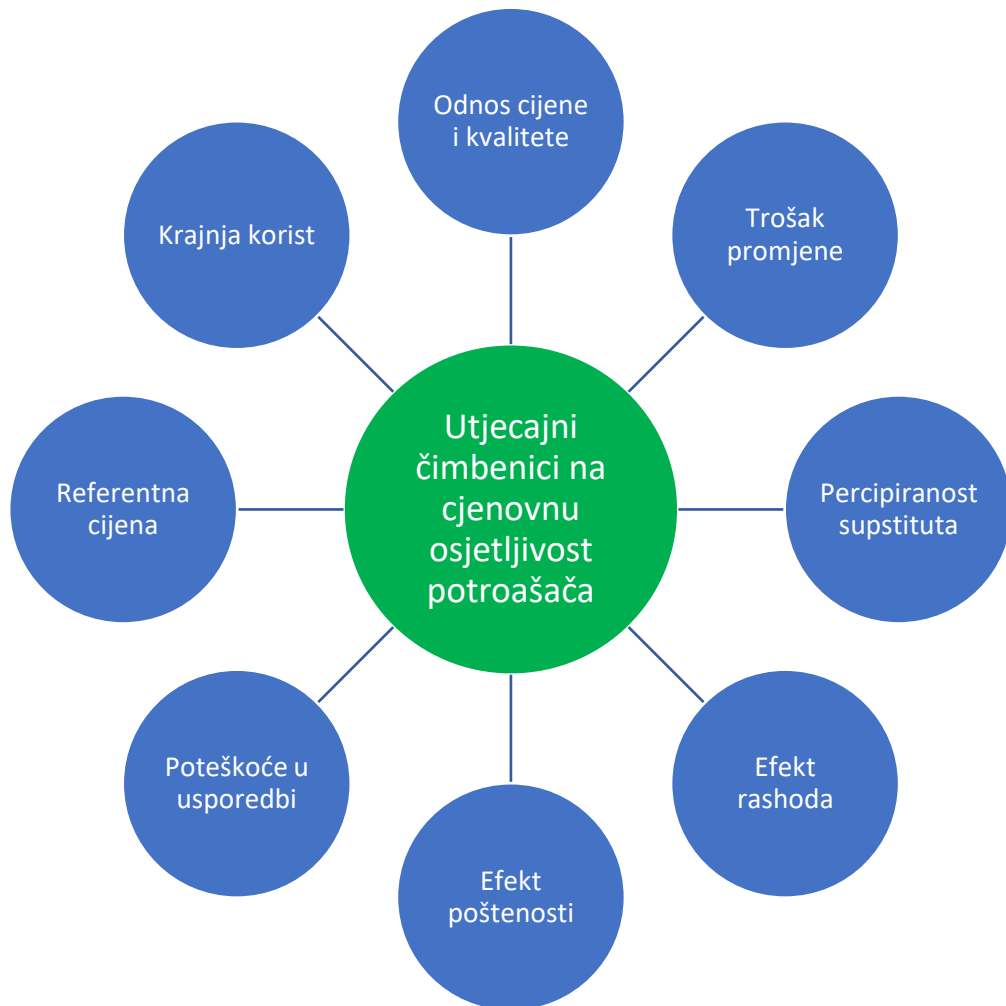 Odnos cijene
i kvalitete
Trošak
promjene
Percipiranost
supstituta
Efekt
rashoda
Efekt
poštenosti
Poteškoće u
usporedbi
Referentna
cijena
Krajnja korist
Utjecajni
čimbenici na
cjenovnu
osjetljivost
potroašača